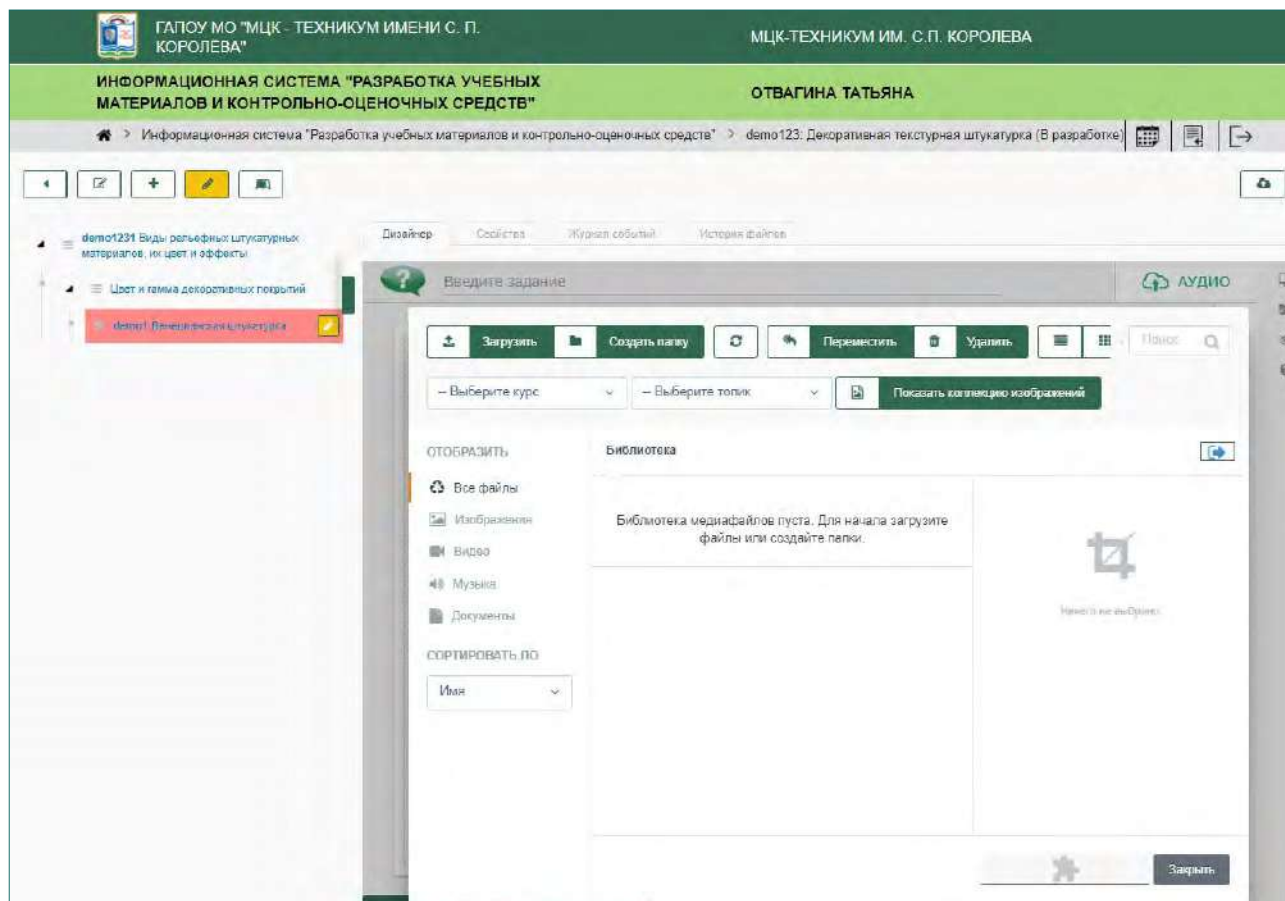 ГАПОУ МО "МЦК - ТЕХНИКУМ ИМЕНИ С. П.
КОРОЛЁВА"
МЦК-ТЕХНИКУМ ИМ. С.П. КОРОЛЕВА
ИНФОРМАЦИОННАЯ СИСТЕМА "РАЗРАБОТКА УЧЕБНЫХ
МАТЕРИАЛОВ И КОНТРОЛЬНО-ОЦЕНОЧНЫХ СРЕДСТВ"
ОТВАГИНА ТАТЬЯНА
> Информационная система "Разработка учебных материалов и контрольно-оценочных средств" > demo123: Декоративная текстурная штукатурка (В разработке)
demo1231 Виды рельефных штукатурных
материалов, их цвет и эффекты
Цвет и гамма декоративных покрытий
demo1 Венецианская штукатурка
Дизайнер Свойства Журнал событий История файлов
Введите задание
АУДИО
Загрузить Создать папку Переместить Удалить Поиск
-- Выберите курс -- Выберите топик Показать коллекцию изображений
ОТОБРАЗИТЬ
Все файлы
Изображения
Видео
Музыка
Документы
СОРТИРОВАТЬ ПО
Имя
Библиотека
Библиотека медиафайлов пуста. Для начала загрузите
файлы или создайте папки.
Ничего не выбрано
Закрыть